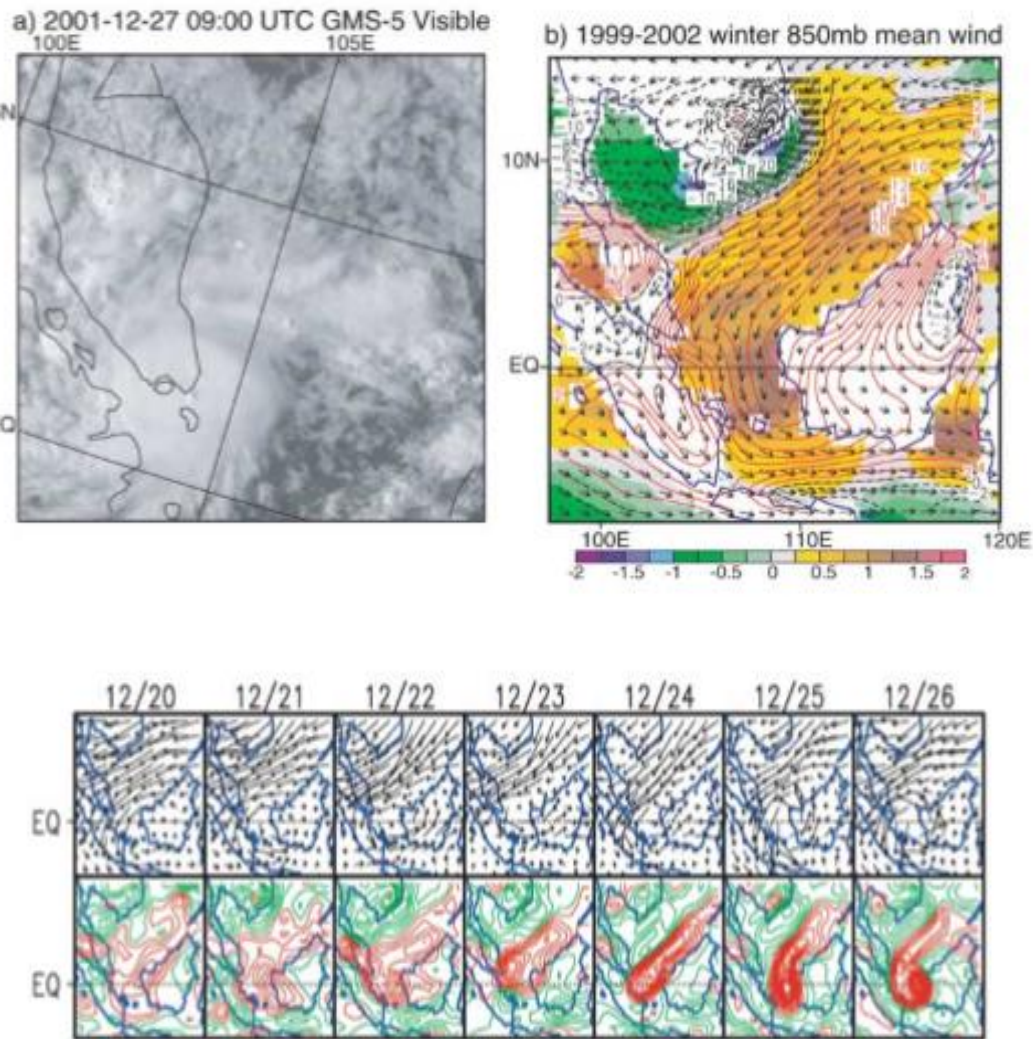 a) 2001-12-27 09:00 UTC GMS-5 Visible
100E 105E
N
Q
b) 1999-2002 winter 850mb mean wind
10N
EQ
100E 110E 120E
-2 -1.5 -1 -0.5 0 0.5 1 1.5 2
12/20 12/21 12/22 12/23 12/24 12/25 12/26
EQ
EQ